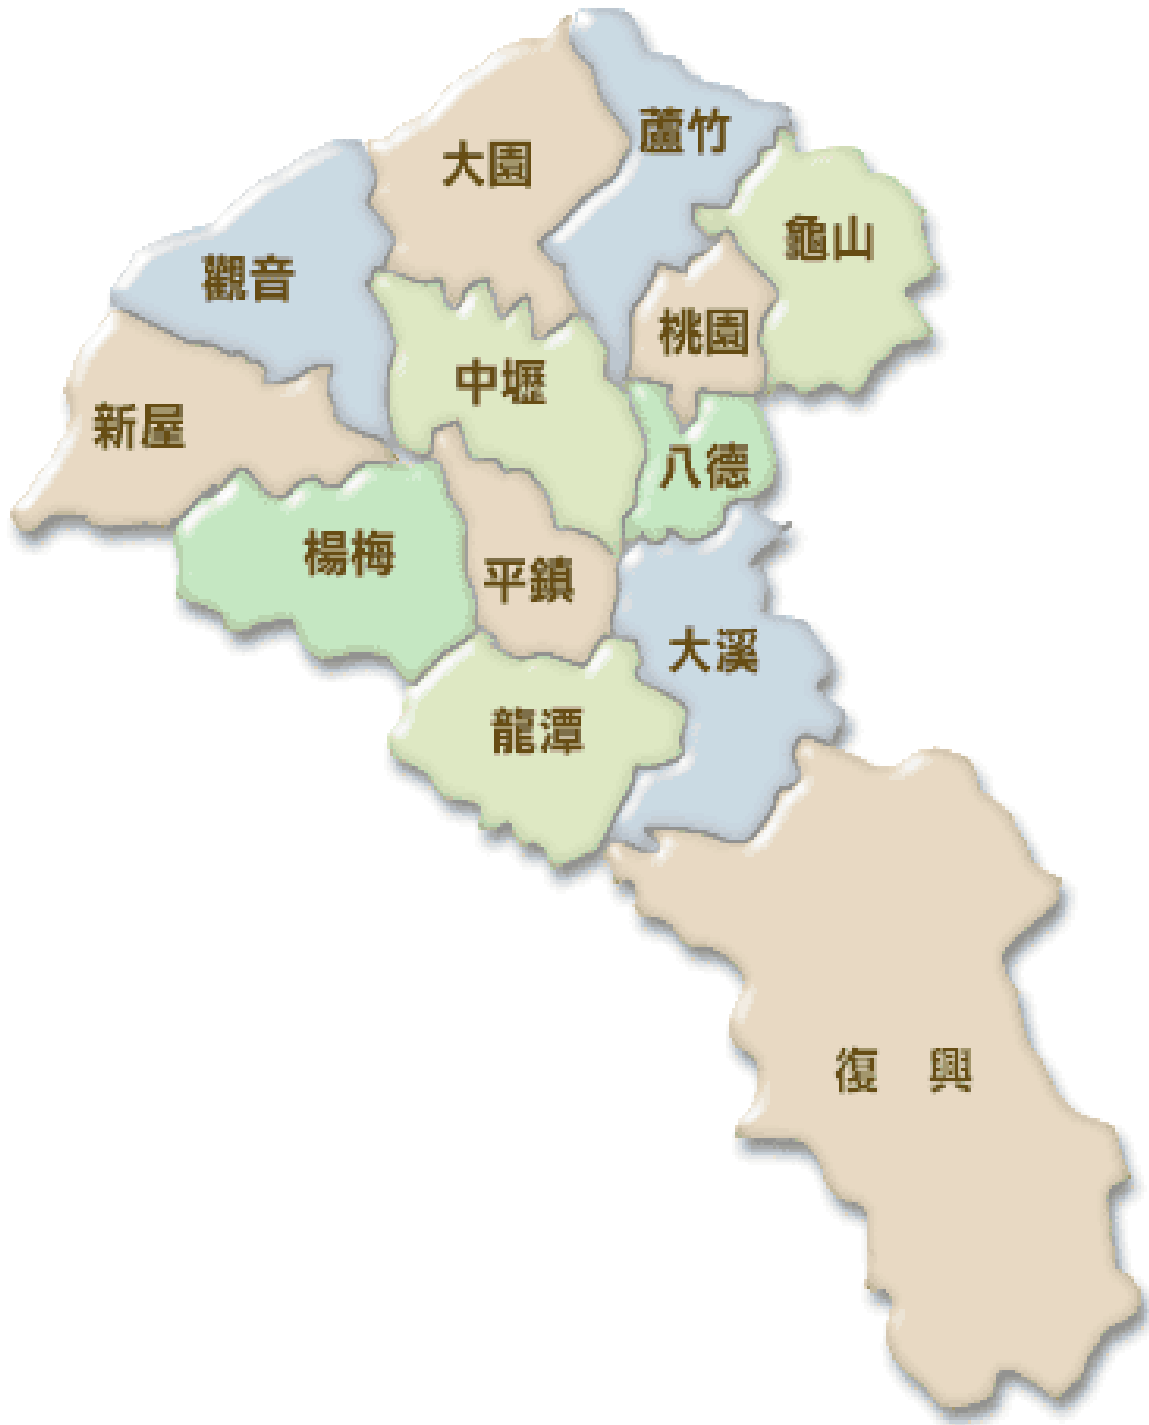 蘆竹
大園
龜山
觀音
桃園
中壢
新屋
八德
楊梅
平鎮
大溪
龍潭
復 興